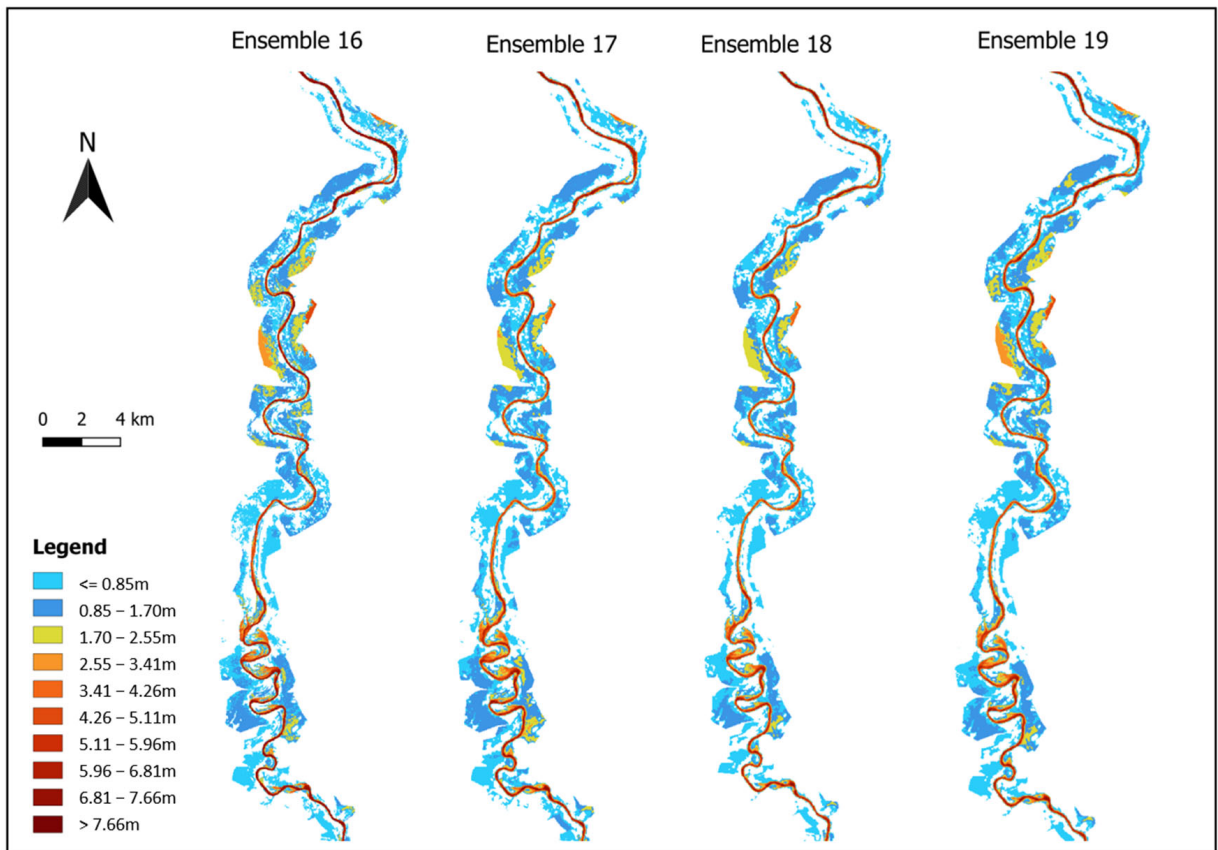 Ensemble 16
Ensemble 17
Ensemble 18
Ensemble 19
N
0 2 4 km
Legend
<= 0.85m
0.85 – 1.70m
1.70 – 2.55m
2.55 – 3.41m
3.41 – 4.26m
4.26 – 5.11m
5.11 – 5.96m
5.96 – 6.81m
6.81 – 7.66m
> 7.66m